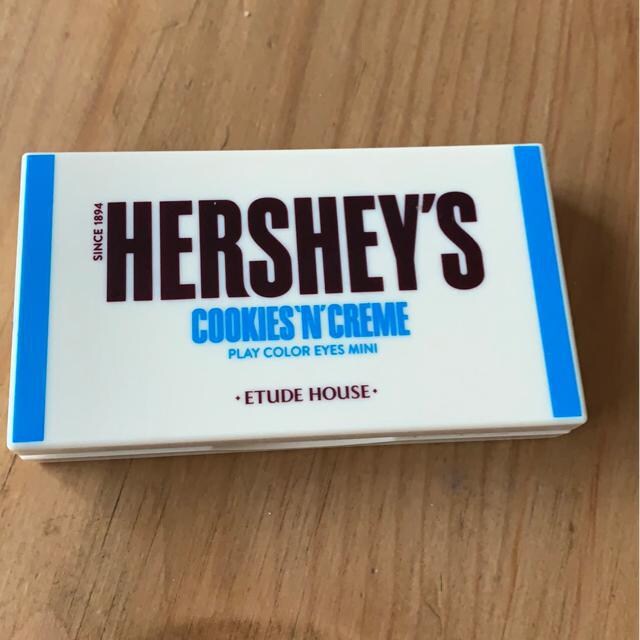 SINCE 1894
HERSHEY'S
COOKIES'N'CREME
PLAY COLOR EYES MINI
• ETUDE HOUSE •